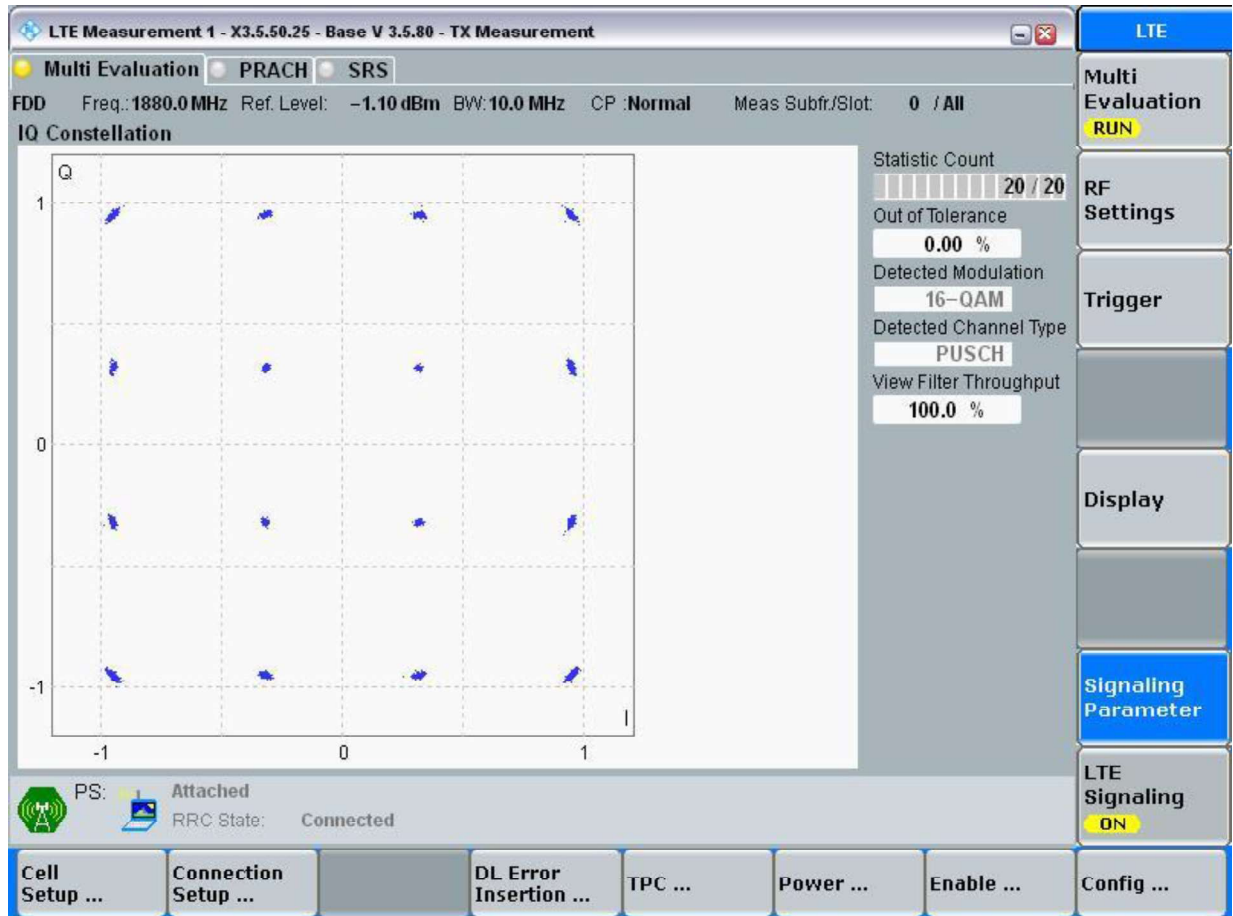 LTE Measurement 1 - X3.5.50.25 - Base V 3.5.80 - TX Measurement
LTE
Multi Evaluation PRACH SRS
FDD Freq.: 1880.0 MHz Ref. Level: −1.10 dBm BW: 10.0 MHz CP :Normal Meas Subfr./Slot: 0 / All
IQ Constellation
Q
1
0
-1
-1 0 1
I
Statistic Count
20 / 20
Out of Tolerance
0.00 %
Detected Modulation
16−QAM
Detected Channel Type
PUSCH
View Filter Throughput
100.0 %
Multi
Evaluation
RUN
RF
Settings
Trigger
Display
Signaling
Parameter
LTE
Signaling
ON
PS: Attached
RRC State: Connected
Cell
Setup ...
Connection
Setup ...
DL Error
Insertion ...
TPC ...
Power ...
Enable ...
Config ...